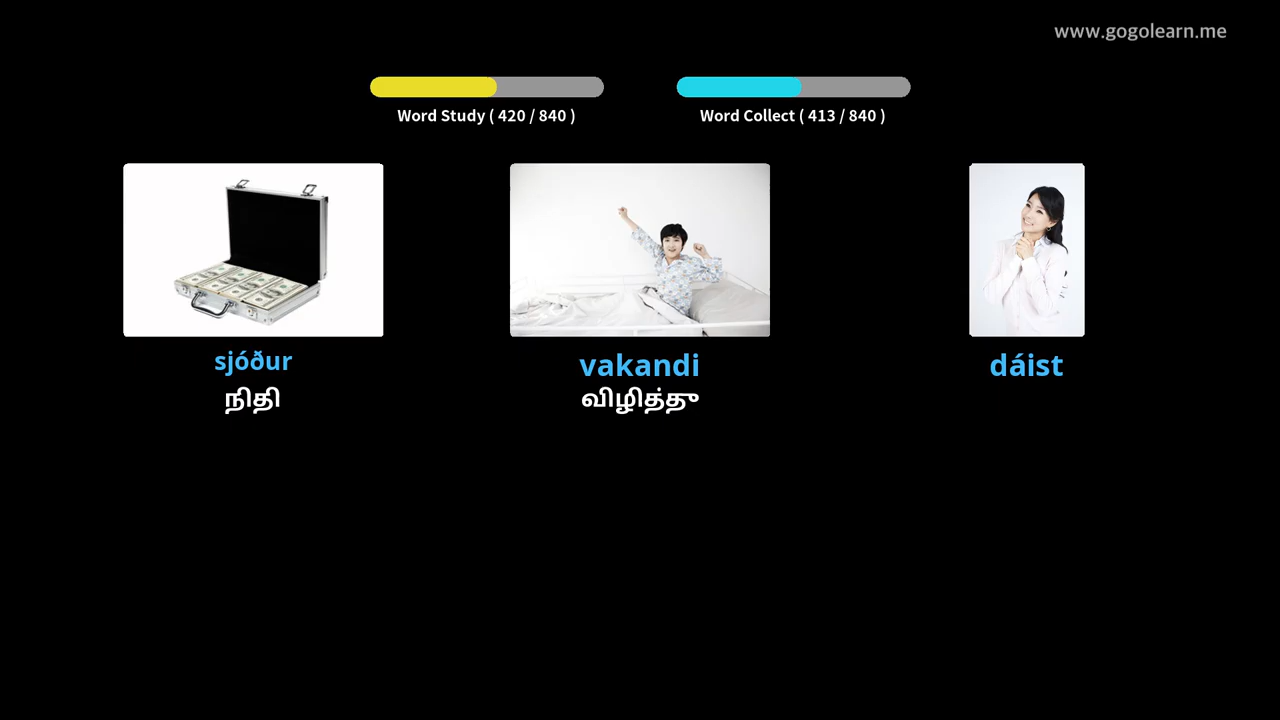 www.gogolearn.me
Word Study ( 420 / 840 )
Word Collect ( 413 / 840 )
sjóður
நிதி
vakandi
விழித்து
dáist